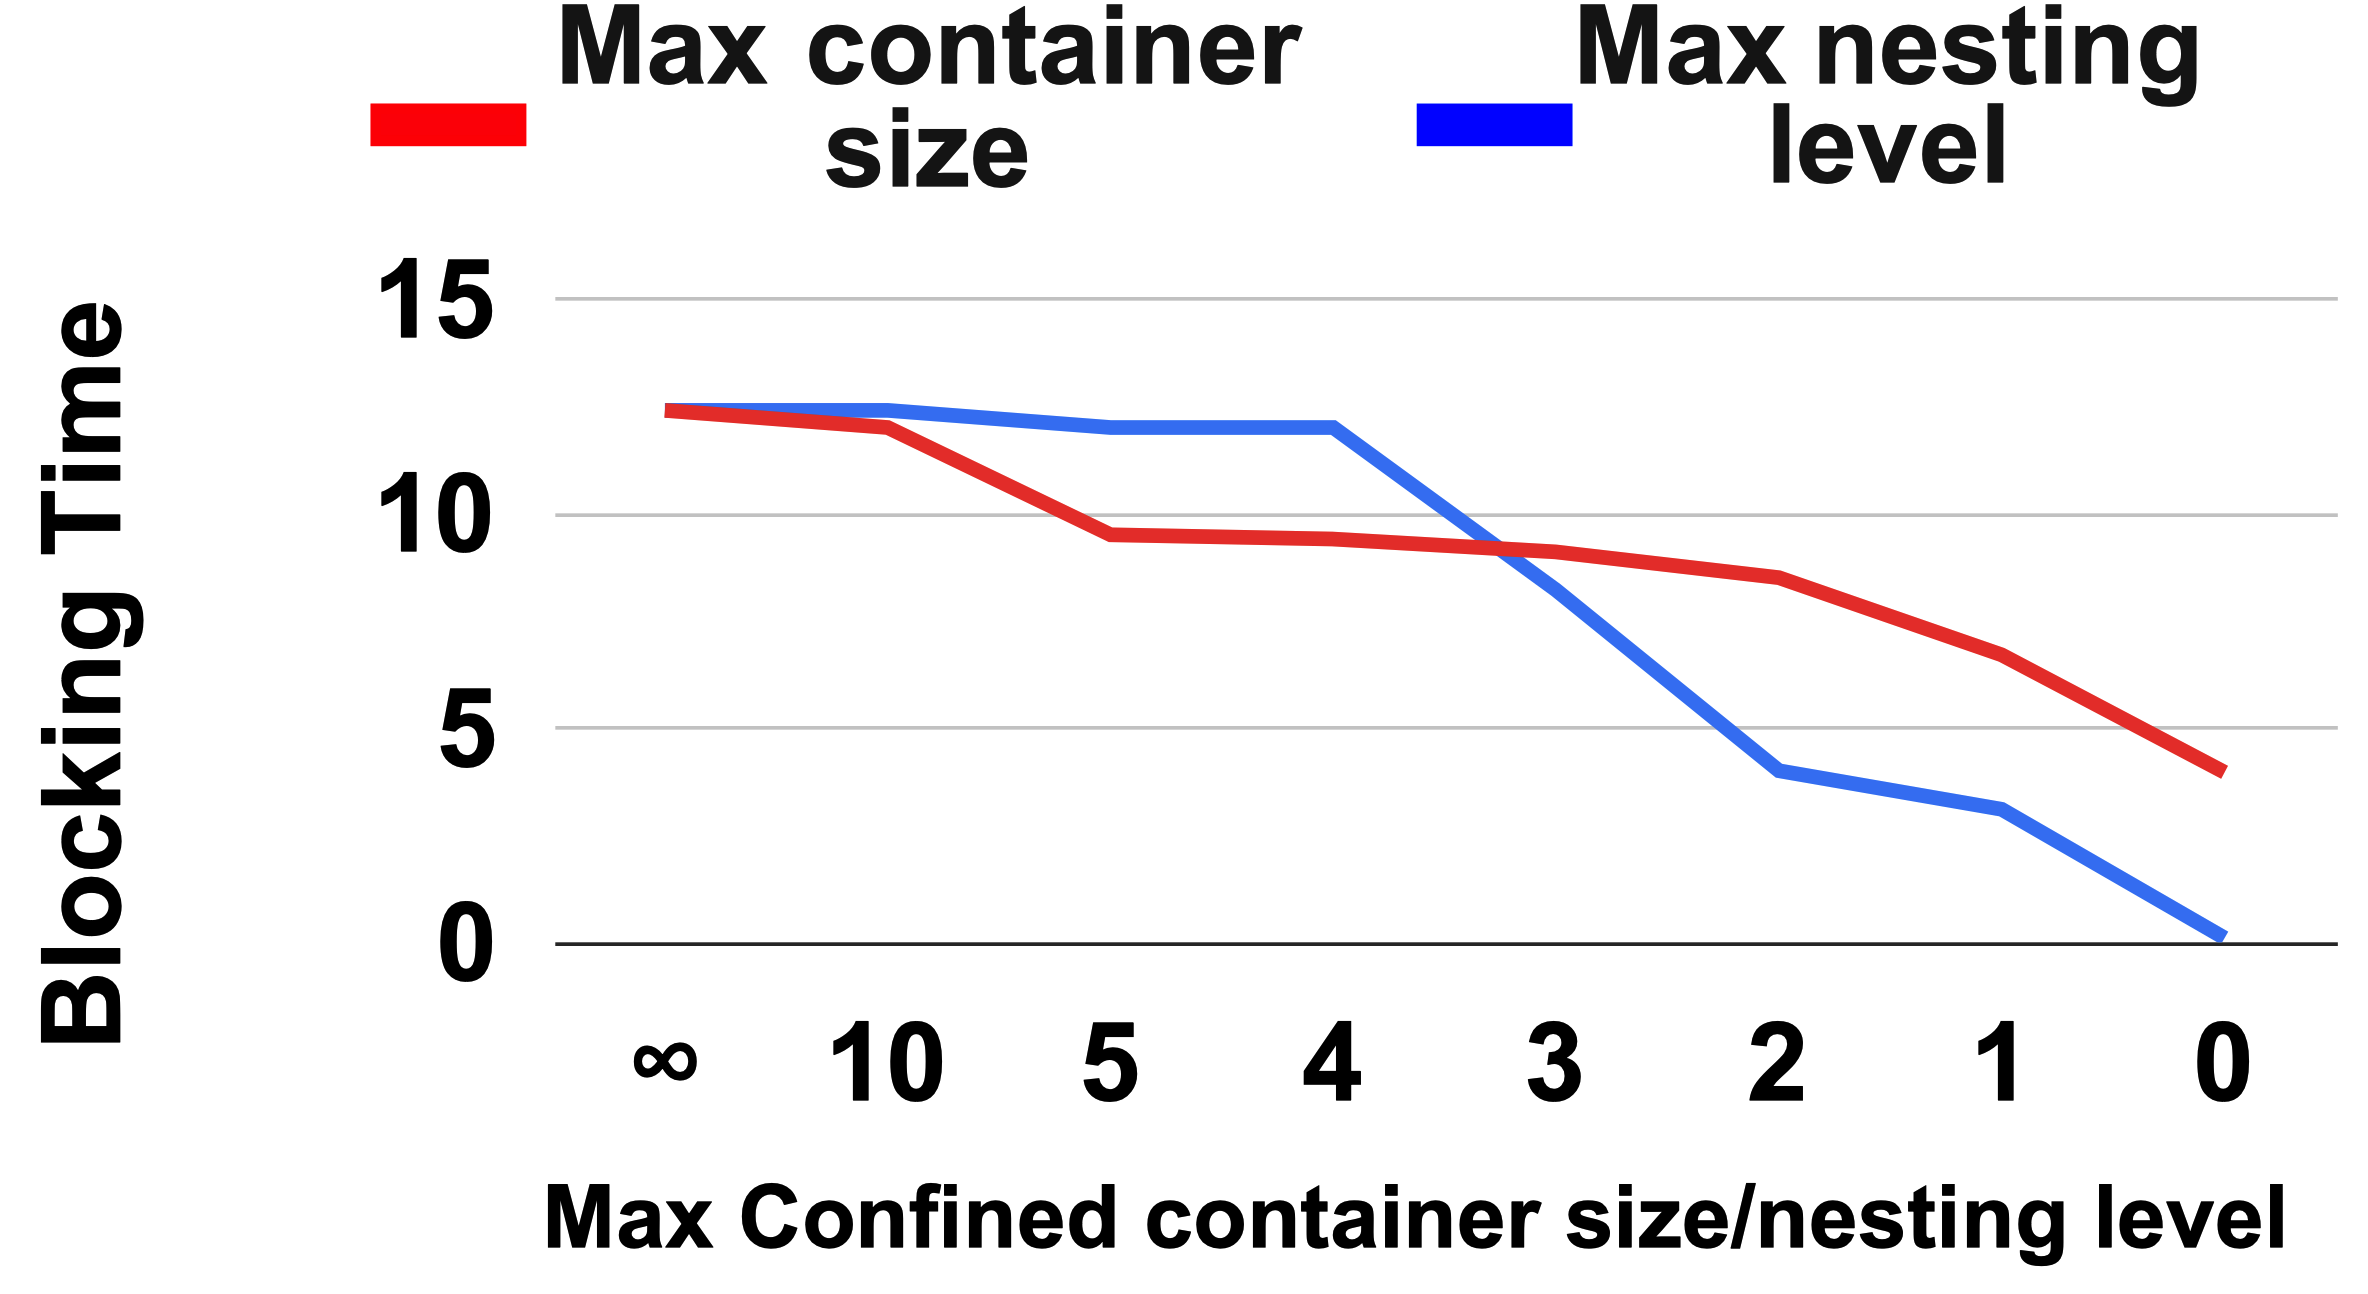 Max container
size
Max nesting
level
Blocking Time
15
10
5
0
∞ 10 5 4 3 2 1 0
Max Confined container size/nesting level